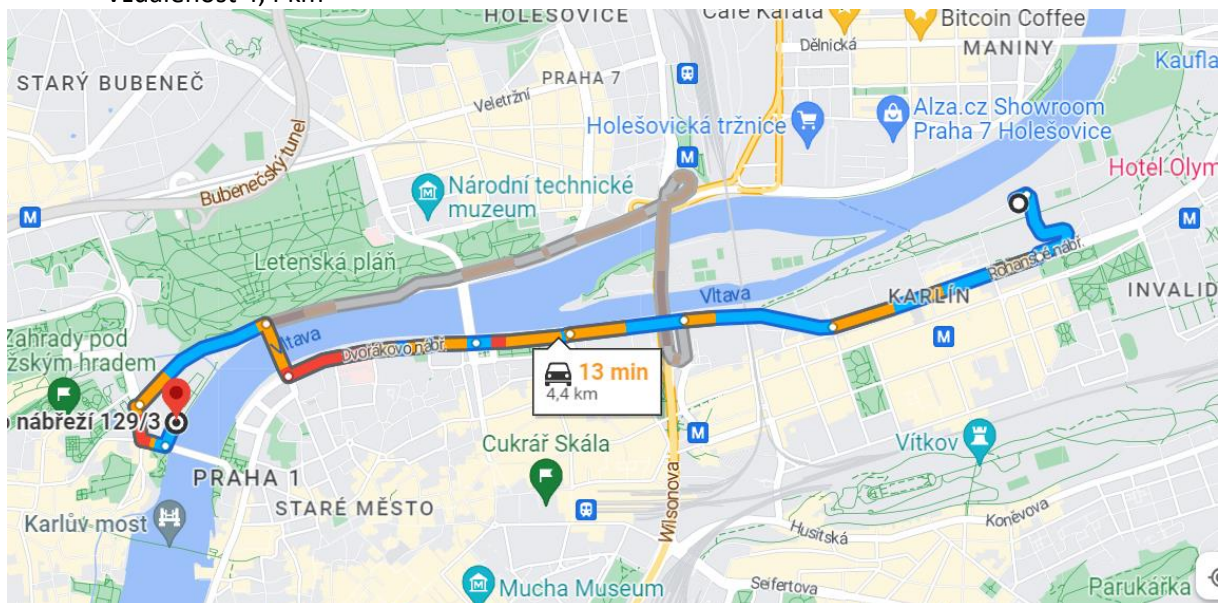 HOLEŠOVICE
Café Karata
Bitcoin Coffee
Dělnická
MANINY
Kaufla
STARÝ BUBENEČ
PRAHA 7
Veletržní
Holešovická tržnice
Alza.cz Showroom
Praha 7 Holešovice
Bubenečský tunel
Národní technické
muzeum
Hotel Olym
M
M
M
M
M
Letenská pláň
Vltava
Vltava
Rohanské nábř.
KARLÍN
INVALID
Zahrady pod
žským hradem
Dvořákovo nábř.
13 min
4,4 km
nábřeží 129/3
Cukrář Skála
Vítkov
PRAHA 1
STARÉ MĚSTO
Wilsonova
Karlův most
Husitská
Koněvova
Mucha Museum
Seifertova
Parukářka